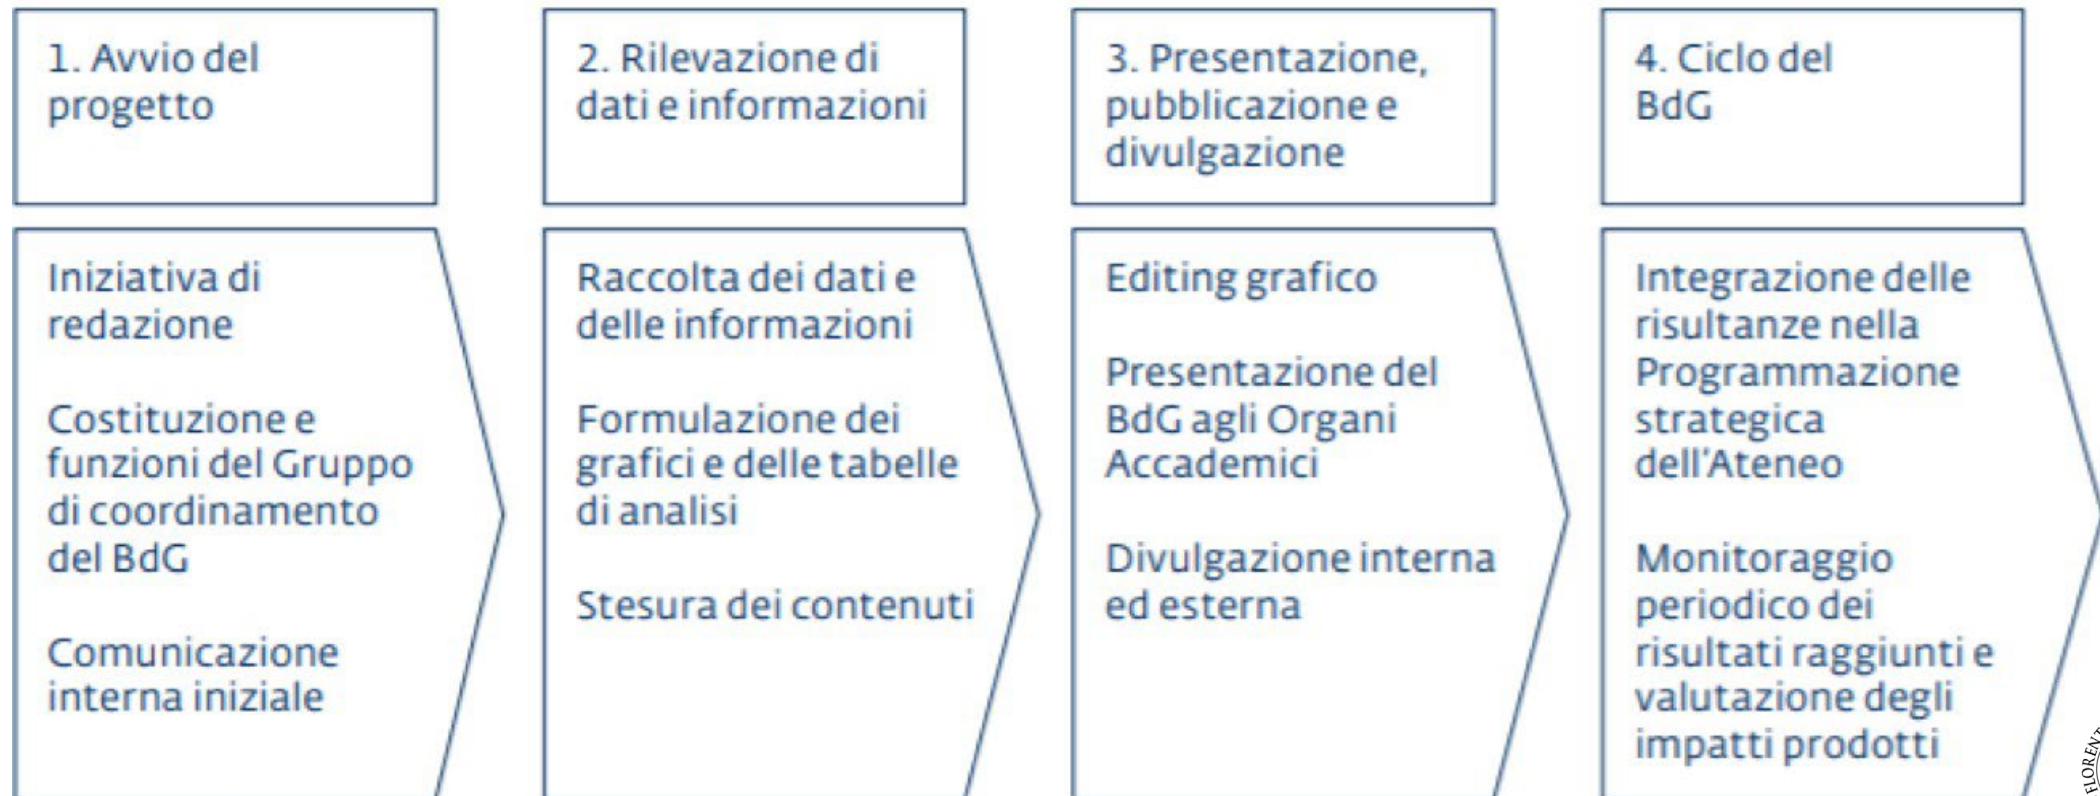 1. Avvio del
progetto
Iniziativa di
redazione
Costituzione e
funzioni del Gruppo
di coordinamento
del BdG
Comunicazione
interna iniziale
2. Rilevazione di
dati e informazioni
Raccolta dei dati e
delle informazioni
Formulazione dei
grafici e delle tabelle
di analisi
Stesura dei contenuti
3. Presentazione,
pubblicazione e
divulgazione
Editing grafico
Presentazione del
BdG agli Organi
Accademici
Divulgazione interna
ed esterna
4. Ciclo del
BdG
Integrazione delle
risultanze nella
Programmazione
strategica
dell'Ateneo
Monitoraggio
periodico dei
risultati raggiunti e
valutazione degli
impatti prodotti